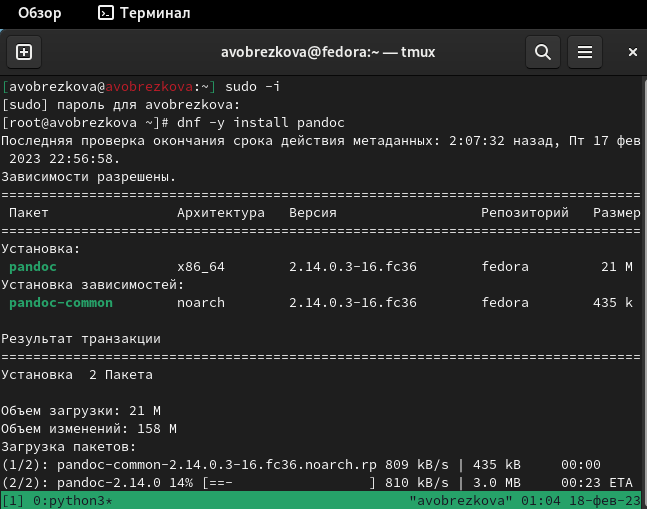 Обзор Терминал
avobrezkova@fedora:~ — tmux
[avobrezkova@avobrezkova:~] sudo -i
[sudo] пароль для avobrezkova:
[root@avobrezkova ~]# dnf -y install pandoc
Последняя проверка окончания срока действия метаданных: 2:07:32 назад, Пт 17 фев
2023 22:56:58.
Зависимости разрешены.
================================================================================
Пакет Архитектура Версия Репозиторий Размер
================================================================================
Установка:
pandoc x86_64 2.14.0.3-16.fc36 fedora 21 M
Установка зависимостей:
pandoc-common noarch 2.14.0.3-16.fc36 fedora 435 k
Результат транзакции
================================================================================
Установка 2 Пакета
Объем загрузки: 21 M
Объем изменений: 158 M
Загрузка пакетов:
(1/2): pandoc-common-2.14.0.3-16.fc36.noarch.rp 809 kB/s | 435 kB 00:00
(2/2): pandoc-2.14.0 14% [==- ] 810 kB/s | 3.0 MB 00:23 ETA
[1] 0:python3* "avobrezkova" 01:04 18-фев-23